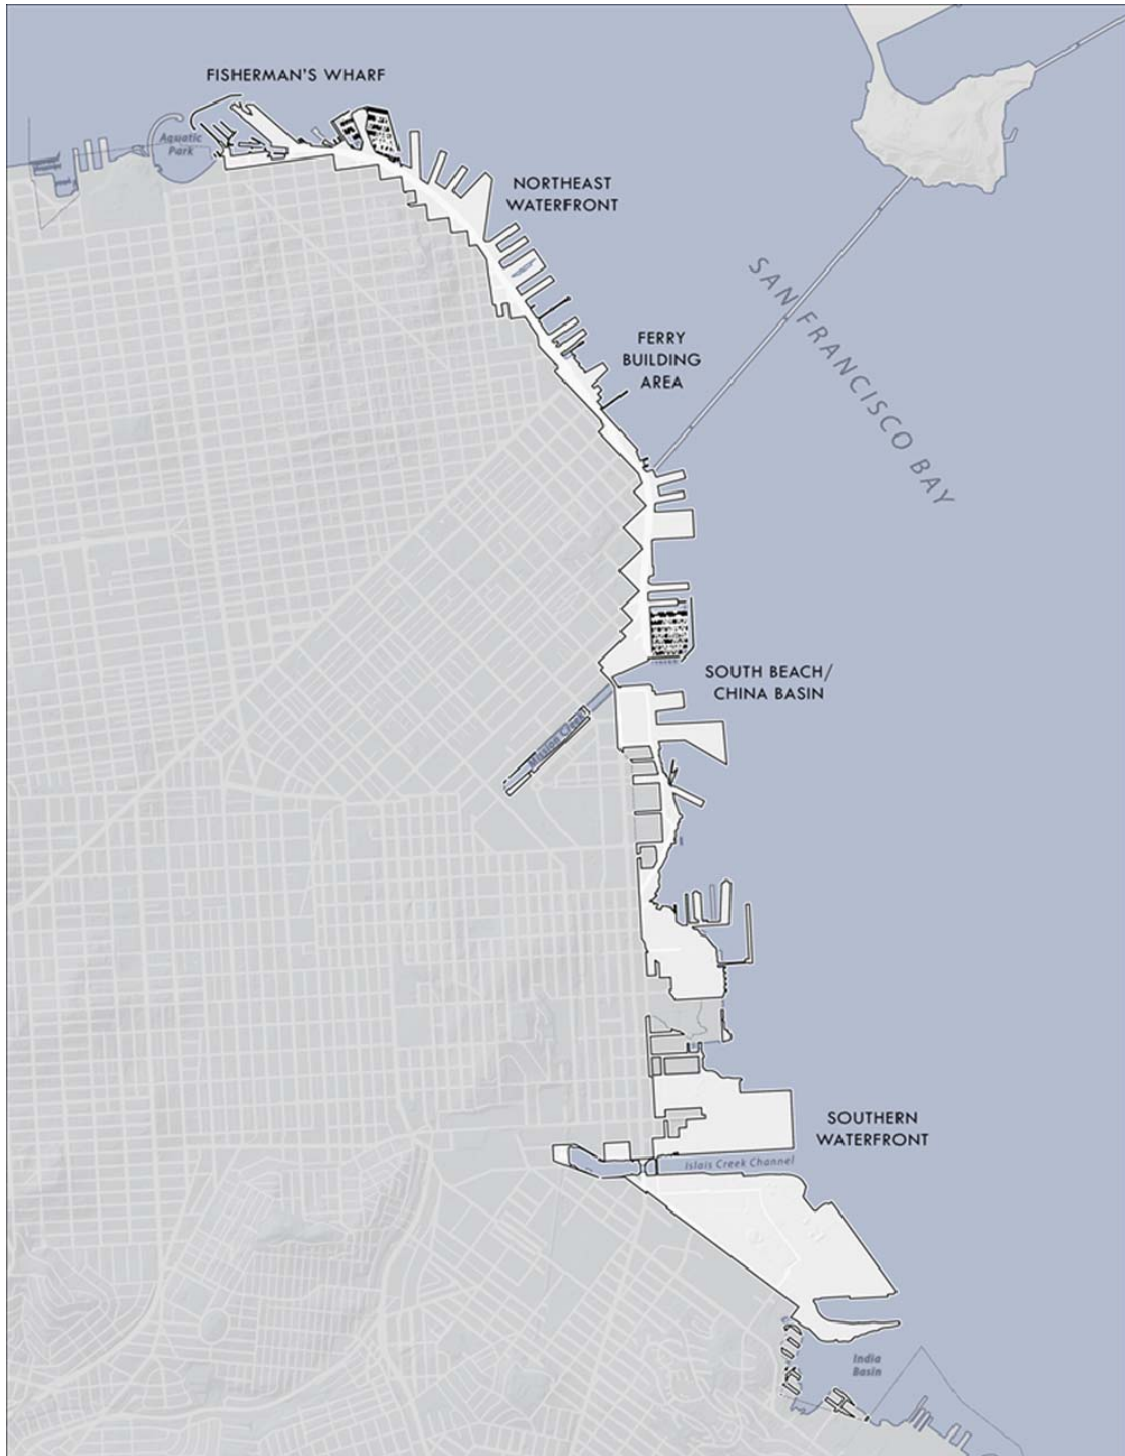 FISHERMAN'S WHARF
Aquatic
Park
NORTHEAST
WATERFRONT
SAN FRANCISCO BAY
FERRY
BUILDING
AREA
SOUTH BEACH/
CHINA BASIN
Mission Creek
SOUTHERN
WATERFRONT
Islais Creek Channel
India
Basin